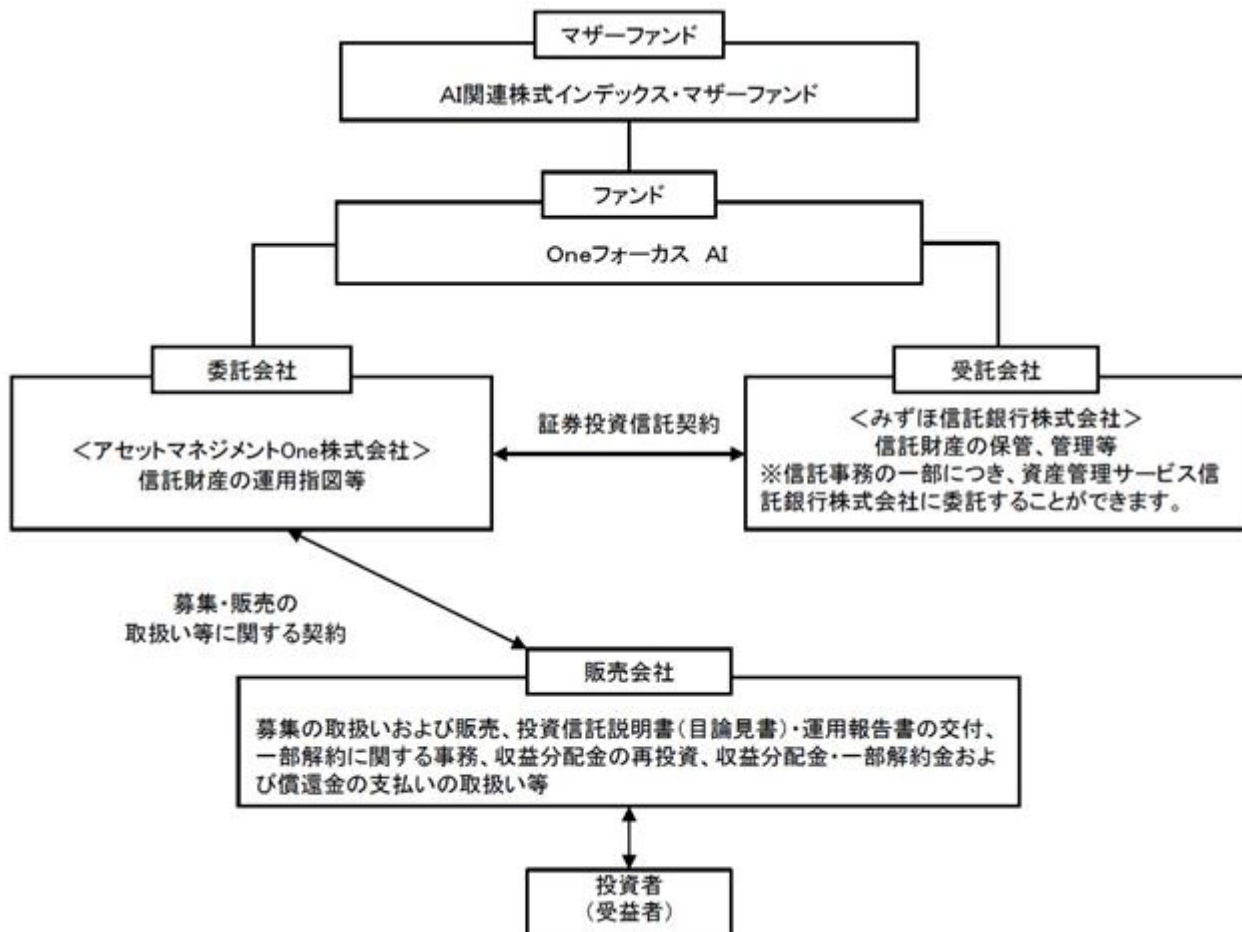 マザーファンド
AI関連株式インデックス・マザーファンド
ファンド
Oneフォーカス AI
委託会社
<アセットマネジメントOne株式会社>
信託財産の運用指図等
証券投資信託契約
受託会社
<みずほ信託銀行株式会社>
信託財産の保管、管理等
※信託事務の一部につき、資産管理サービス信
託銀行株式会社に委託することができます。
募集・販売の
取扱い等に関する契約
販売会社
募集の取扱いおよび販売、投資信託説明書(目論見書)・運用報告書の交付、
一部解約に関する事務、収益分配金の再投資、収益分配金・一部解約金およ
び償還金の支払いの取扱い等
投資者
(受益者)